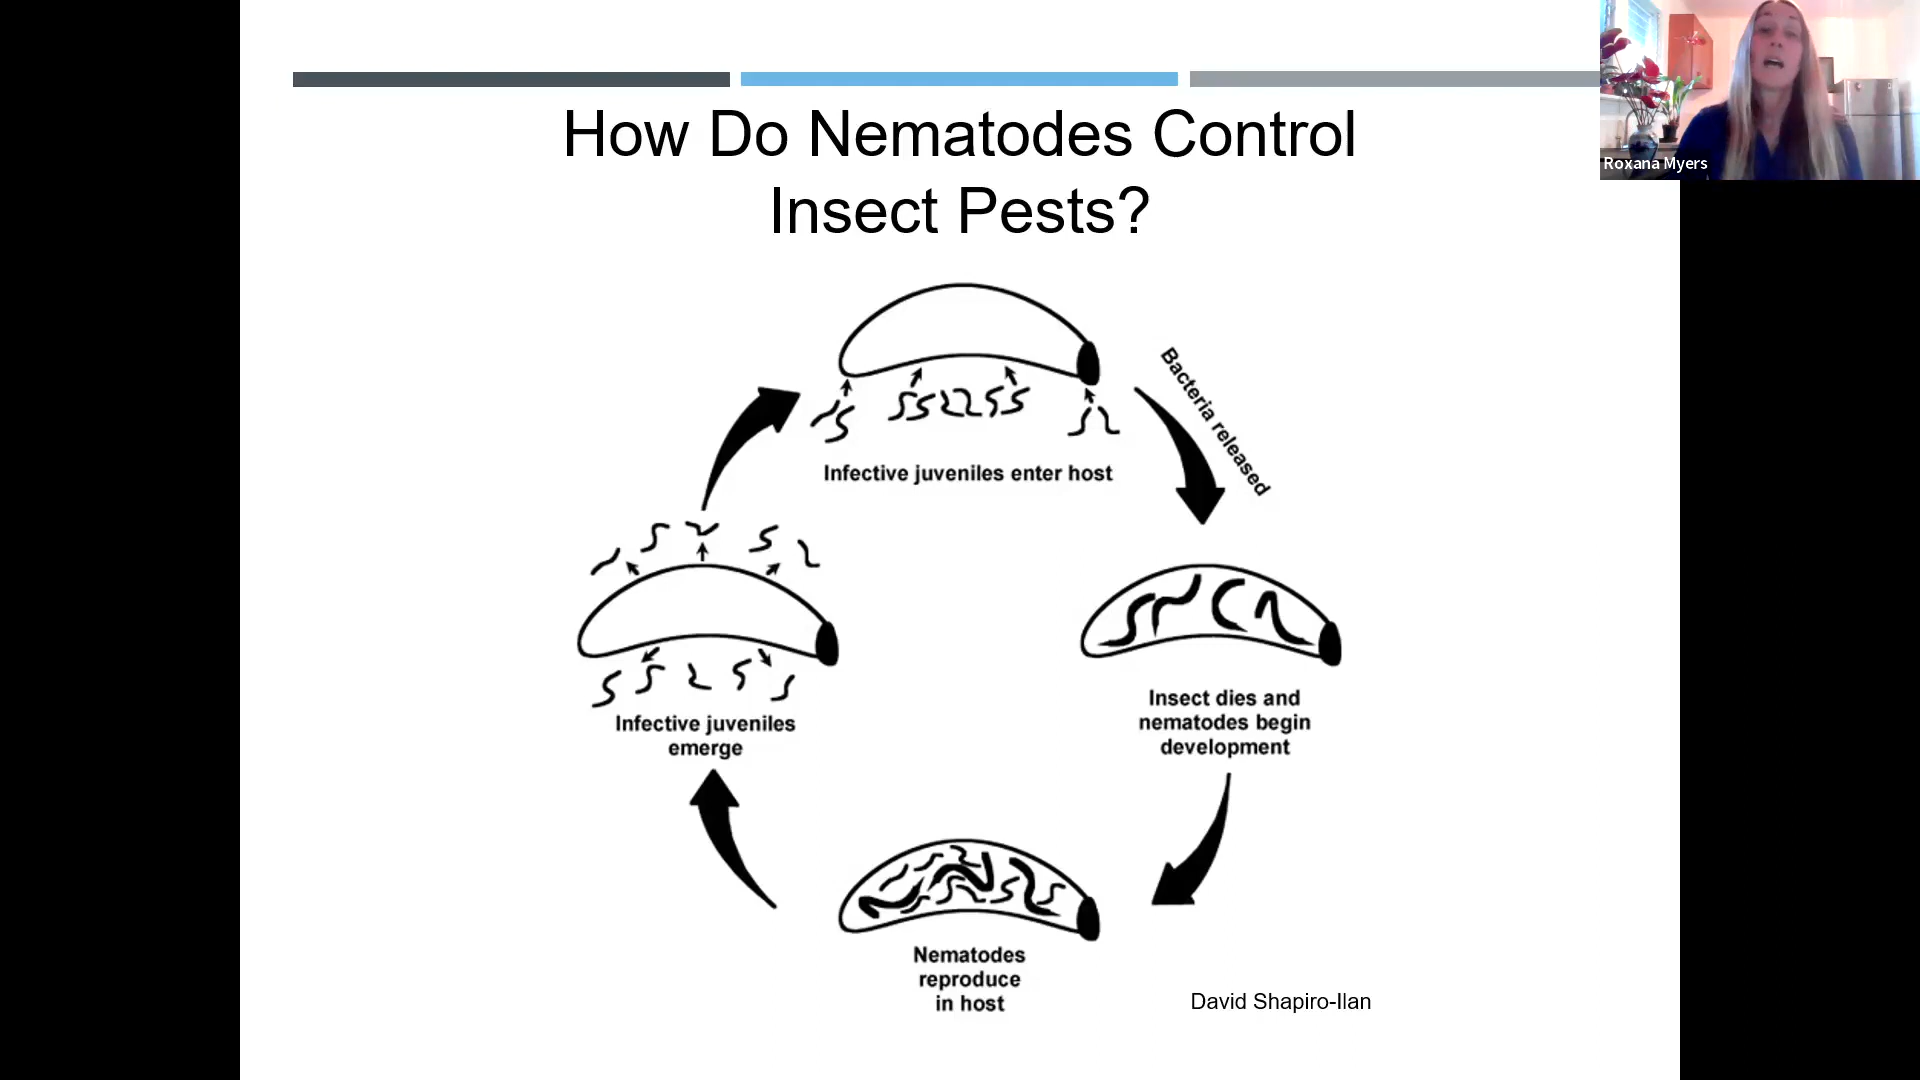 How Do Nematodes Control
Insect Pests?
Roxana Myers
Infective juveniles enter host
Bacteria released
Insect dies and
nematodes begin
development
Nematodes
reproduce
in host
Infective juveniles
emerge
David Shapiro-Ilan